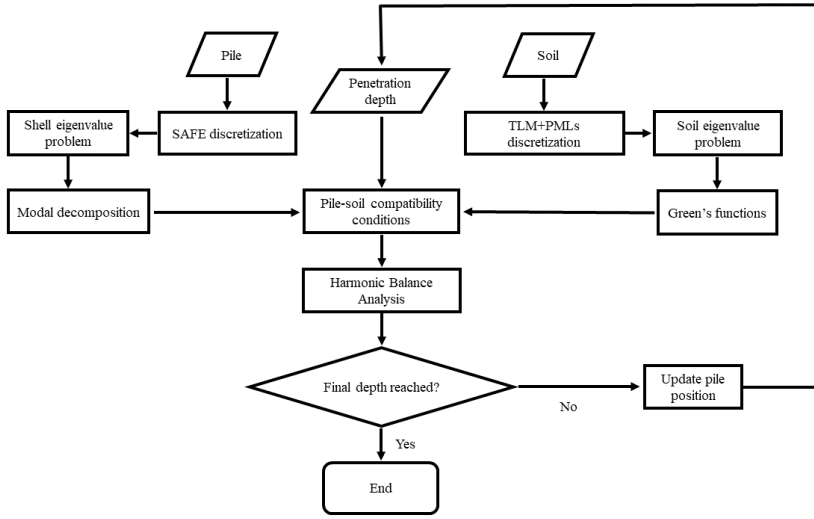 Pile
Soil
Penetration
depth
Shell eigenvalue
problem
SAFE discretization
TLM+PMLs
discretization
Soil eigenvalue
problem
Modal decomposition
Pile-soil compatibility
conditions
Green's functions
Harmonic Balance
Analysis
Final depth reached?
No
Update pile
position
Yes
End